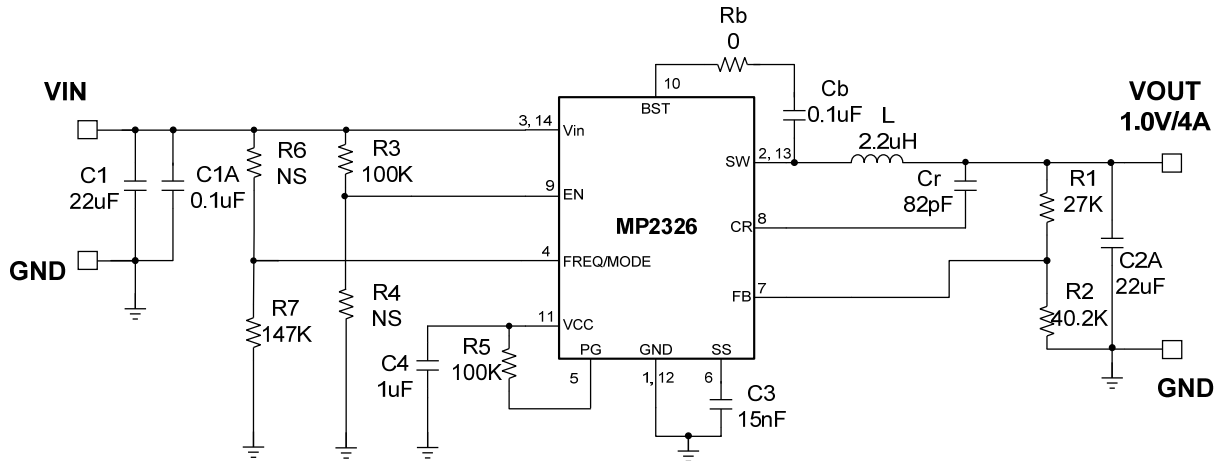 Rb
0
10
BST
Cb
0.1uF
VIN
VOUT
1.0V/4A
3, 14
Vin
L
2.2uH
SW
2, 13
R6
NS
R3
100K
C1
22uF
C1A
0.1uF
9
EN
Cr
82pF
R1
27K
MP2326
CR
8
4
FREQ/MODE
GND
C2A
22uF
FB
7
R7
147K
R4
NS
R2
40.2K
11
VCC
C4
1uF
R5
100K
PG
GND
SS
5
1, 12
6
C3
15nF
GND